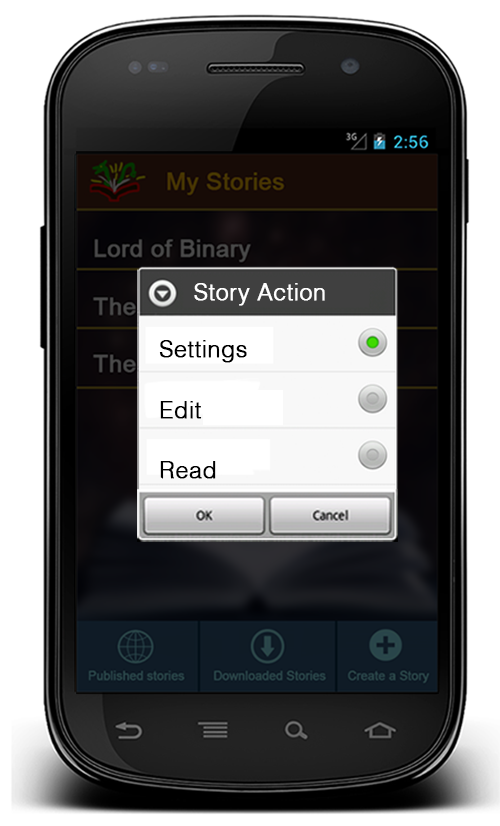 3G 2:56
My Stories
Lord of Binary
The
The
Story Action
Settings
Edit
Read
OK Cancel
Published stories Downloaded Stories Create a Story